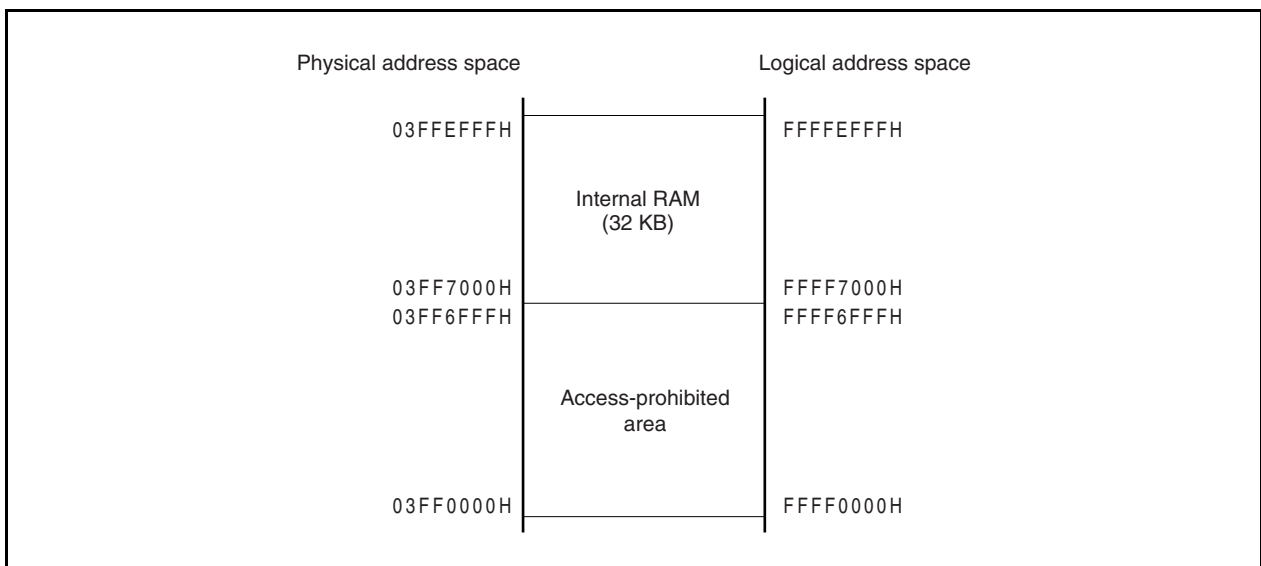 Physical address space
Logical address space
03FFEFFFH
FFFFEFFFH
Internal RAM
(32 KB)
03FF7000H
FFFF7000H
03FF6FFFH
FFFF6FFFH
Access-prohibited
area
03FF0000H
FFFF0000H